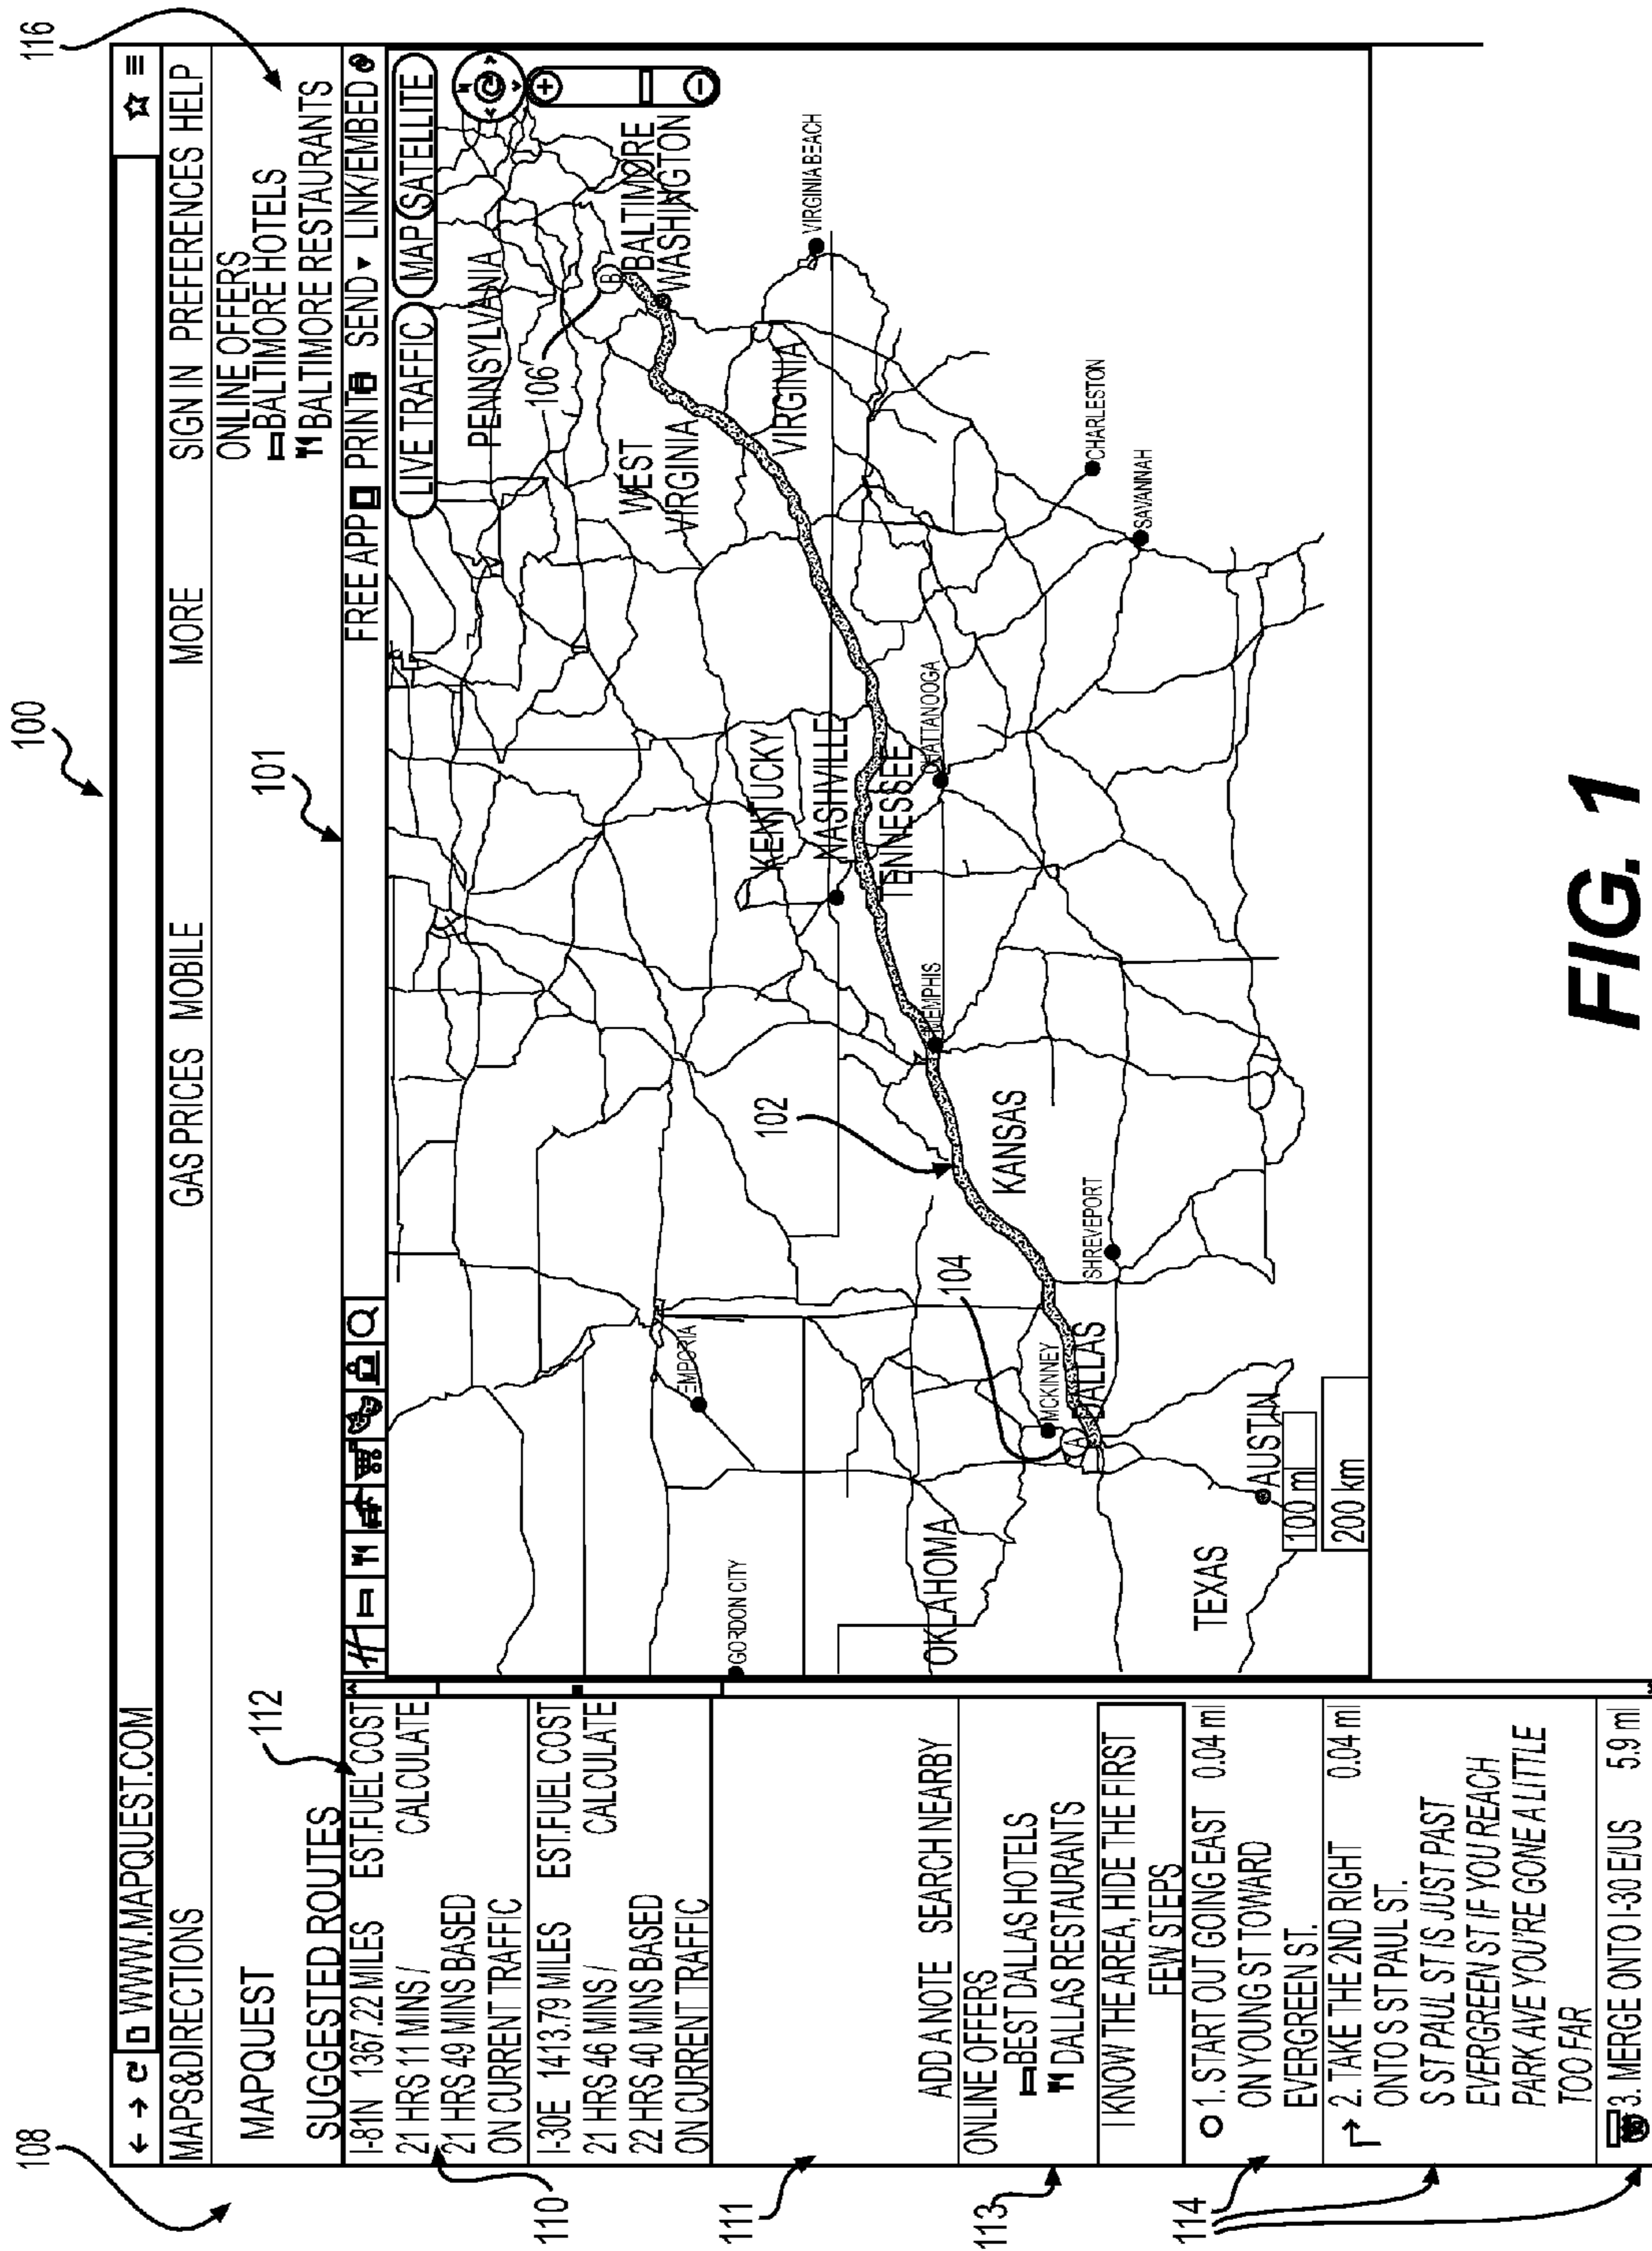 100
116
← → WWW.MAPQUEST.COM
MAPS&DIRECTIONS GAS PRICES MOBILE MORE SIGN IN PREFERENCES HELP
108
MAPQUEST
ONLINE OFFERS
BALTIMORE HOTELS
BALTIMORE RESTAURANTS
112
101
SUGGESTED ROUTES
FREE APP PRINT SEND ▾ LINK/EMBED
I-81N 1367.22 MILES EST.FUEL COST
21 HRS 11 MINS / CALCULATE
21 HRS 49 MINS BASED
ON CURRENT TRAFFIC
110
I-30E 1413.79 MILES EST.FUEL COST
21 HRS 46 MINS / CALCULATE
22 HRS 40 MINS BASED
ON CURRENT TRAFFIC
111
ADD A NOTE SEARCH NEARBY
ONLINE OFFERS
BEST DALLAS HOTELS
DALLAS RESTAURANTS
113
I KNOW THE AREA, HIDE THE FIRST
FEW STEPS
114
1. START OUT GOING EAST 0.04 ml
ON YOUNG ST TOWARD
EVERGREEN ST.
2. TAKE THE 2ND RIGHT 0.04 ml
ONTO S ST PAUL ST.
S ST PAUL ST IS JUST PAST
EVERGREEN ST IF YOU REACH
PARK AVE YOU'RE GONE A LITTLE
TOO FAR
3. MERGE ONTO I-30 E/US 5.9 ml
LIVE TRAFFIC MAP SATELLITE
N
PENNSYLVANIA
106
B
BALTIMORE
WASHINGTON
WEST
VIRGINIA
EMPORIA
GORDON CITY
KENTUCKY
VIRGINIA
VIRGINIA BEACH
102
NASHVILLE
TENNESSEE
CHATTANOOGA
MEMPHIS
OKLAHOMA
104
KANSAS
MCKINNEY
A
DALLAS
SHREVEPORT
CHARLESTON
SAVANNAH
TEXAS
AUSTIN
100 m
200 km
FIG. 1